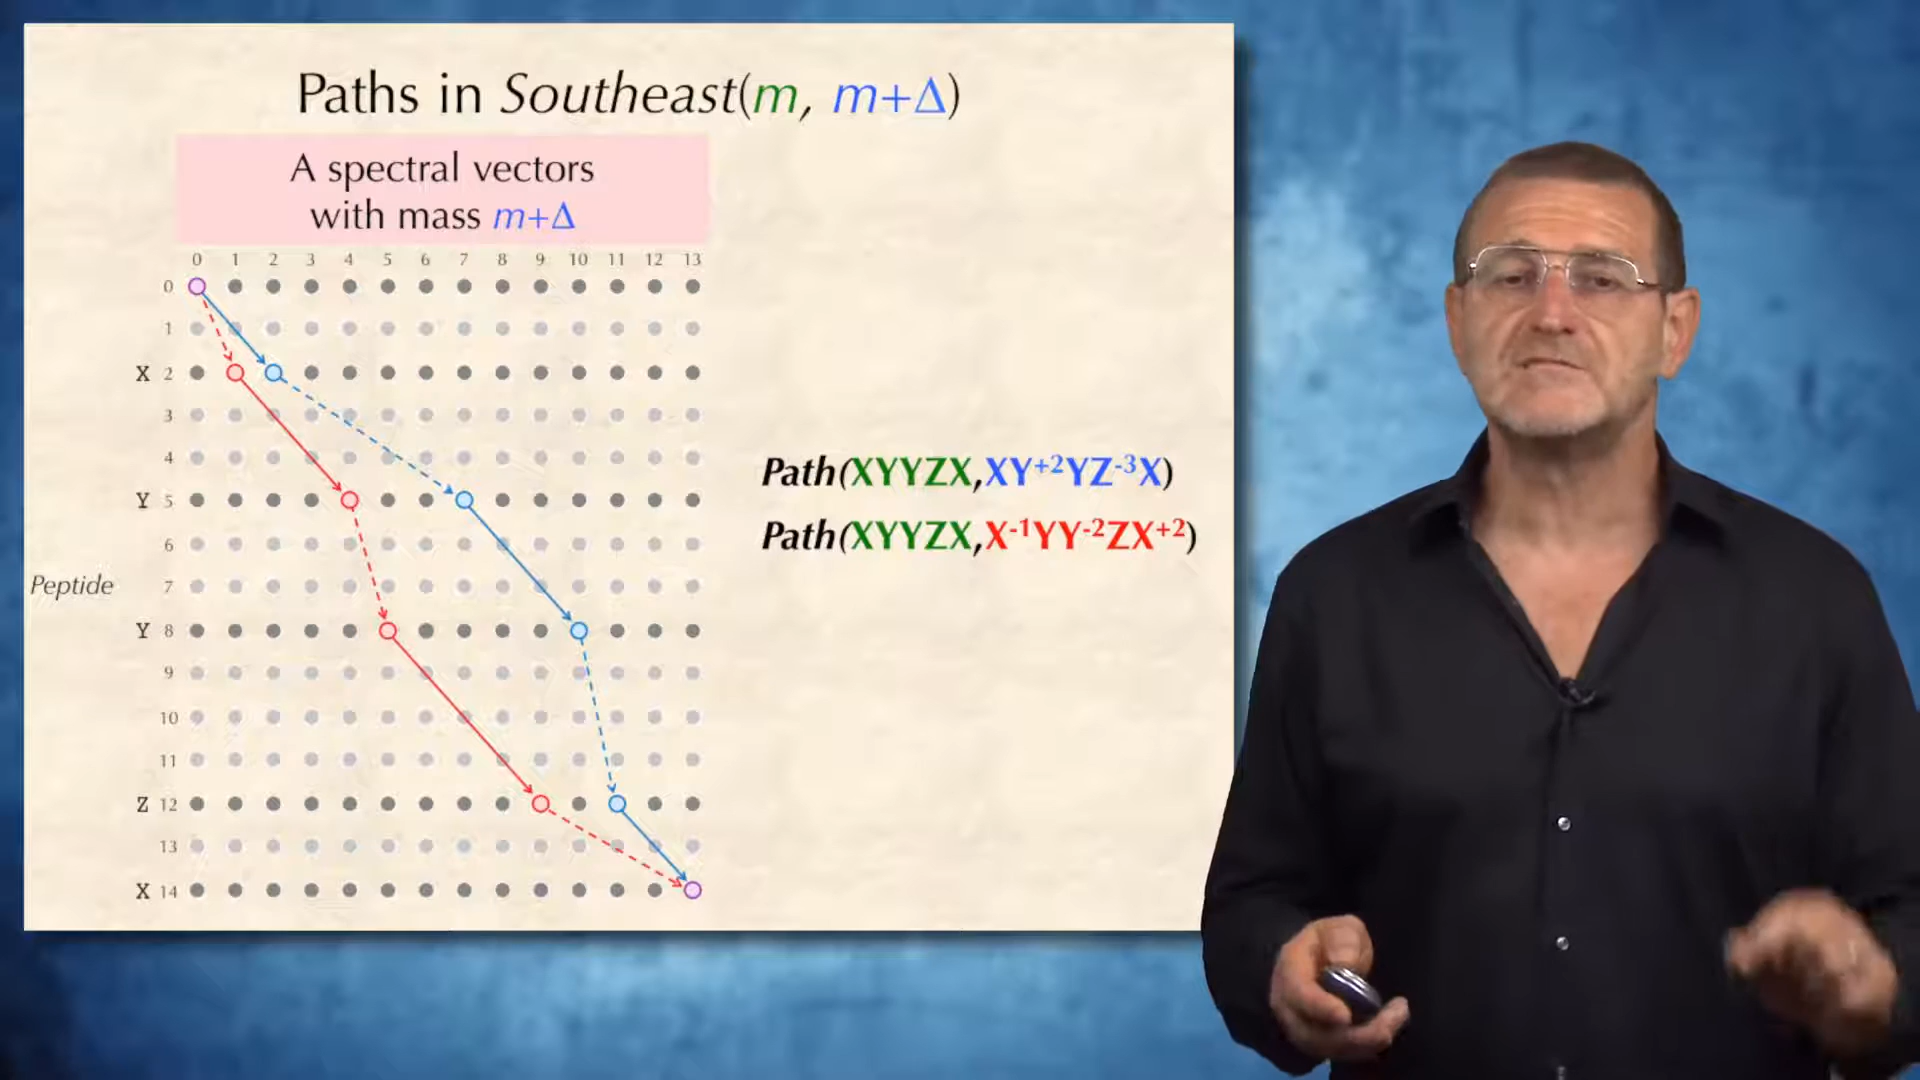 Paths in Southeast(m, m+Δ)
A spectral vectors
with mass m+Δ
0 1 2 3 4 5 6 7 8 9 10 11 12 13
0
1
X 2
3
4
Y 5
6
Peptide 7
Y 8
9
10
11
Z 12
13
X 14
Path(XYYZX,XY+2YZ-3X)
Path(XYYZX,X-1YY-2ZX+2)